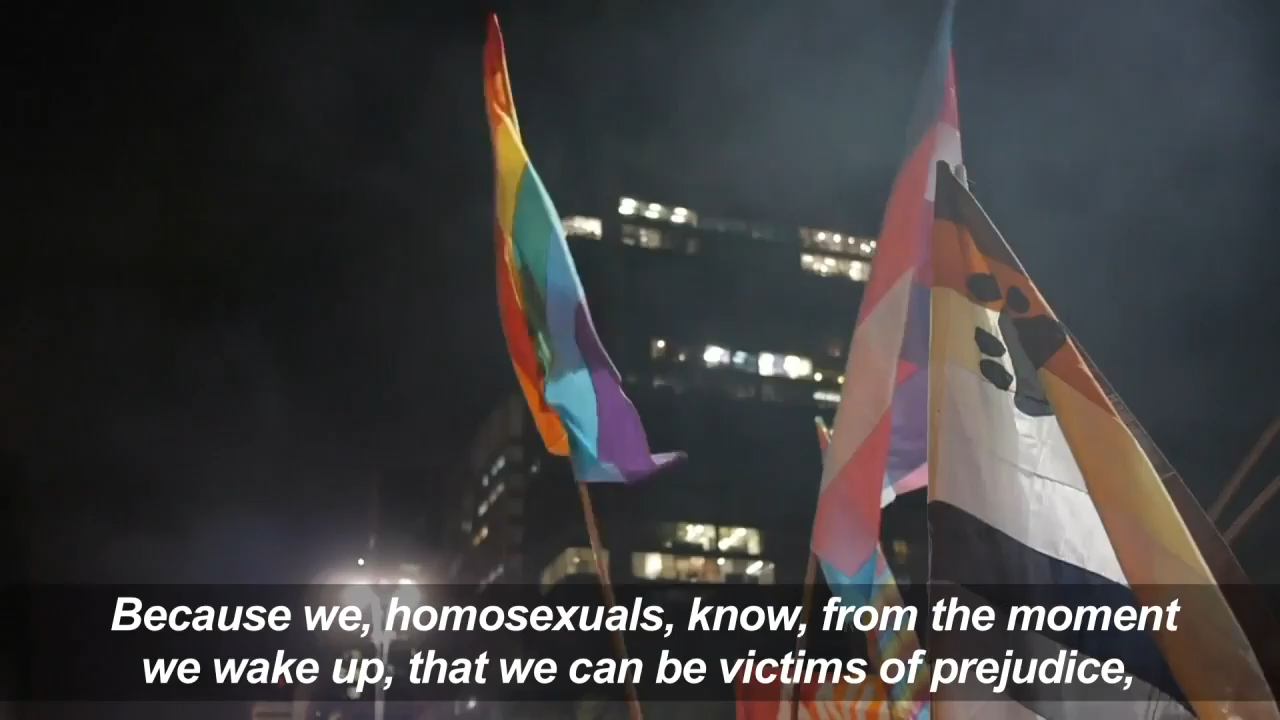 Because we, homosexuals, know, from the moment
we wake up, that we can be victims of prejudice,